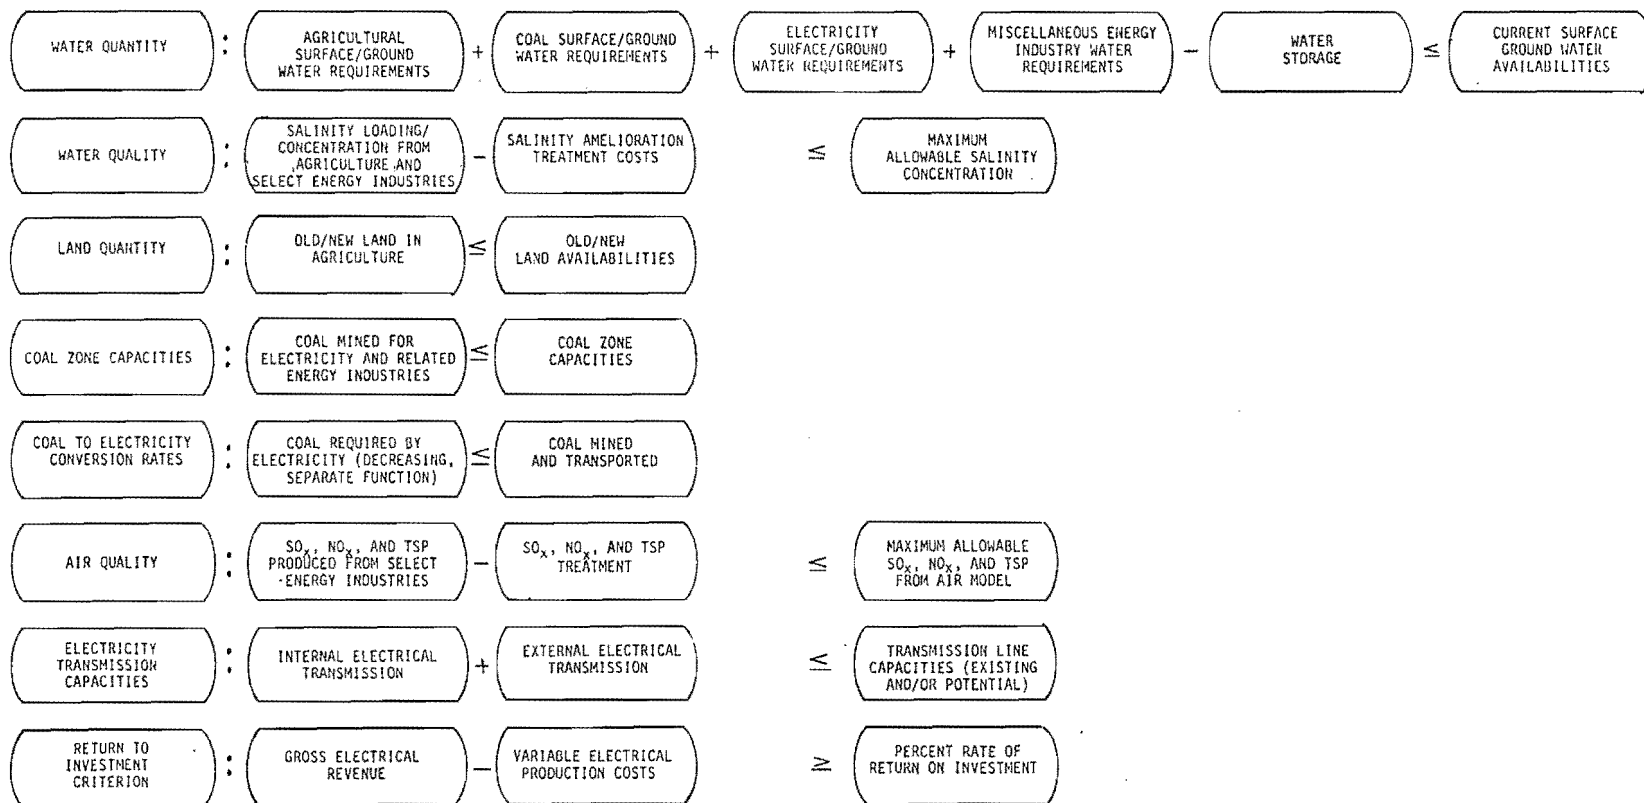 WATER QUANTITY : AGRICULTURAL SURFACE/GROUND WATER REQUIREMENTS + COAL SURFACE/GROUND WATER REQUIREMENTS + ELECTRICITY SURFACE/GROUND WATER REQUIREMENTS + MISCELLANEOUS ENERGY INDUSTRY WATER REQUIREMENTS − WATER STORAGE ≤ CURRENT SURFACE GROUND WATER AVAILABILITIES
WATER QUALITY : SALINITY LOADING/ CONCENTRATION FROM AGRICULTURE AND SELECT ENERGY INDUSTRIES − SALINITY AMELIORATION TREATMENT COSTS ≤ MAXIMUM ALLOWABLE SALINITY CONCENTRATION
LAND QUANTITY : OLD/NEW LAND IN AGRICULTURE ≤ OLD/NEW LAND AVAILABILITIES
COAL ZONE CAPACITIES : COAL MINED FOR ELECTRICITY AND RELATED ENERGY INDUSTRIES ≤ COAL ZONE CAPACITIES
COAL TO ELECTRICITY CONVERSION RATES : COAL REQUIRED BY ELECTRICITY (DECREASING, SEPARATE FUNCTION) ≤ COAL MINED AND TRANSPORTED
AIR QUALITY : SOx, NOx, AND TSP PRODUCED FROM SELECT ENERGY INDUSTRIES − SOx, NOx, AND TSP TREATMENT ≤ MAXIMUM ALLOWABLE SOx, NOx, AND TSP FROM AIR MODEL
ELECTRICITY TRANSMISSION CAPACITIES : INTERNAL ELECTRICAL TRANSMISSION + EXTERNAL ELECTRICAL TRANSMISSION ≤ TRANSMISSION LINE CAPACITIES (EXISTING AND/OR POTENTIAL)
RETURN TO INVESTMENT CRITERION : GROSS ELECTRICAL REVENUE − VARIABLE ELECTRICAL PRODUCTION COSTS ≥ PERCENT RATE OF RETURN ON INVESTMENT